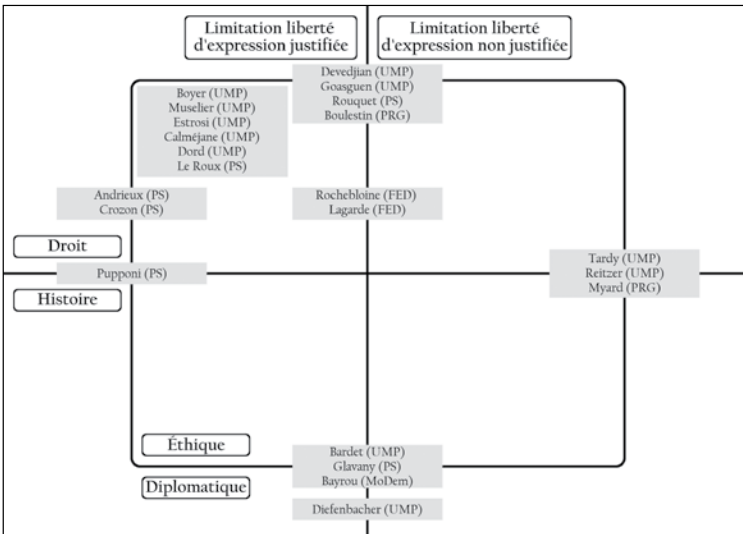 Limitation liberté
d'expression justifiée
Limitation liberté
d'expression non justifiée
Devedjian (UMP)
Goasguen (UMP)
Rouquet (PS)
Boulestin (PRG)
Boyer (UMP)
Muselier (UMP)
Estrosi (UMP)
Calméjane (UMP)
Dord (UMP)
Le Roux (PS)
Andrieux (PS)
Crozon (PS)
Rochebloine (FED)
Lagarde (FED)
Droit
Pupponi (PS)
Tardy (UMP)
Reitzer (UMP)
Myard (PRG)
Histoire
Éthique
Bardet (UMP)
Glavany (PS)
Bayrou (MoDem)
Diplomatique
Diefenbacher (UMP)